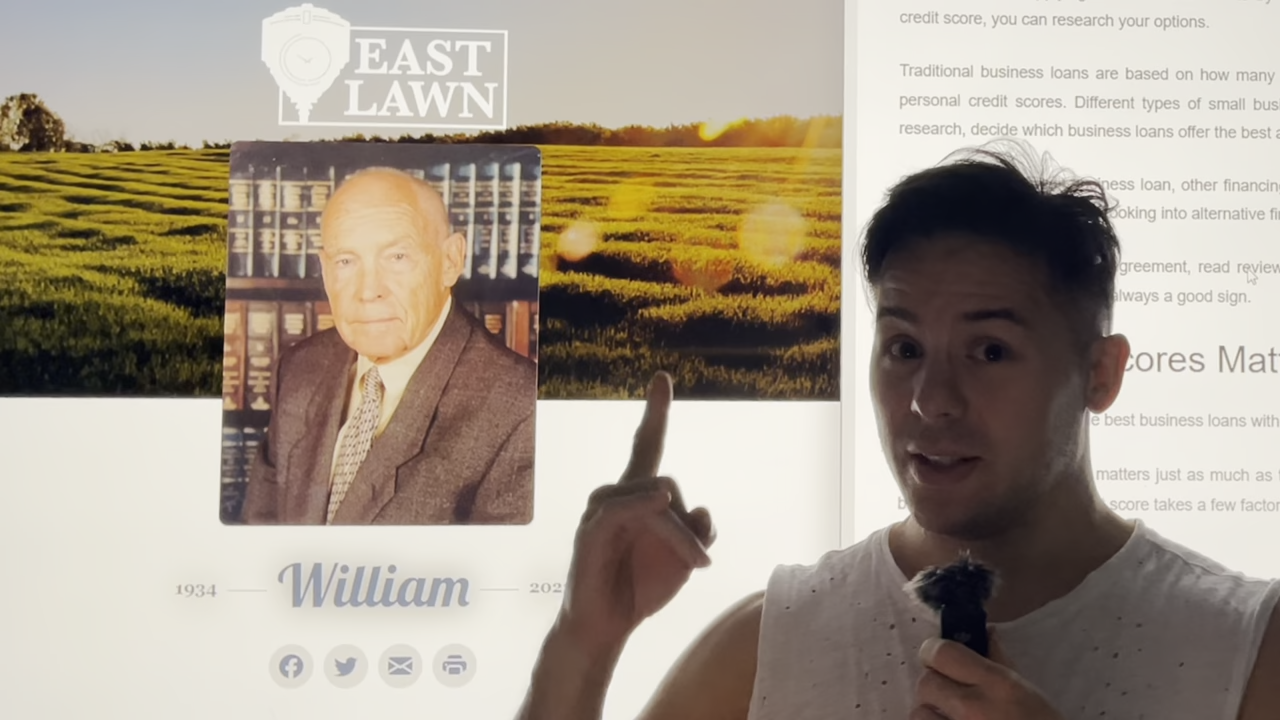 EAST
LAWN
1934
William
202
credit score, you can research your options.
Traditional business loans are based on how many
personal credit scores. Different types of small bus
research, decide which business loans offer the best a
ness loan, other financing
ooking into alternative fi
greement, read review
always a good sign.
cores Mat
e best business loans with
matters just as much as
score takes a few factor